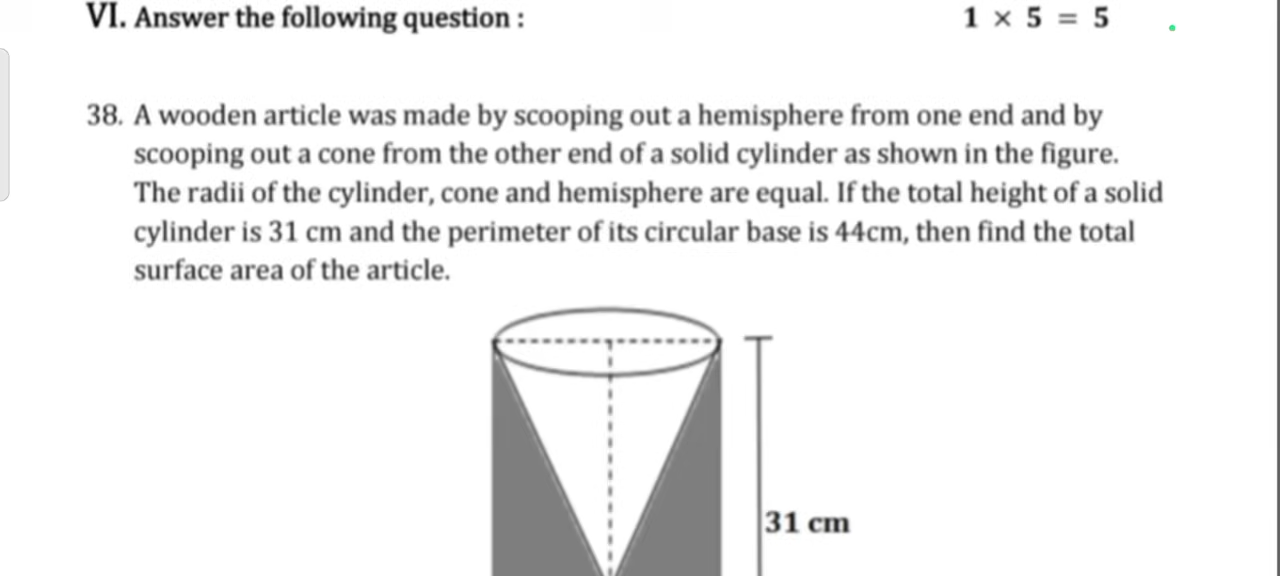 VI. Answer the following question : 1 × 5 = 5
38. A wooden article was made by scooping out a hemisphere from one end and by
scooping out a cone from the other end of a solid cylinder as shown in the figure.
The radii of the cylinder, cone and hemisphere are equal. If the total height of a solid
cylinder is 31 cm and the perimeter of its circular base is 44cm, then find the total
surface area of the article.
31 cm